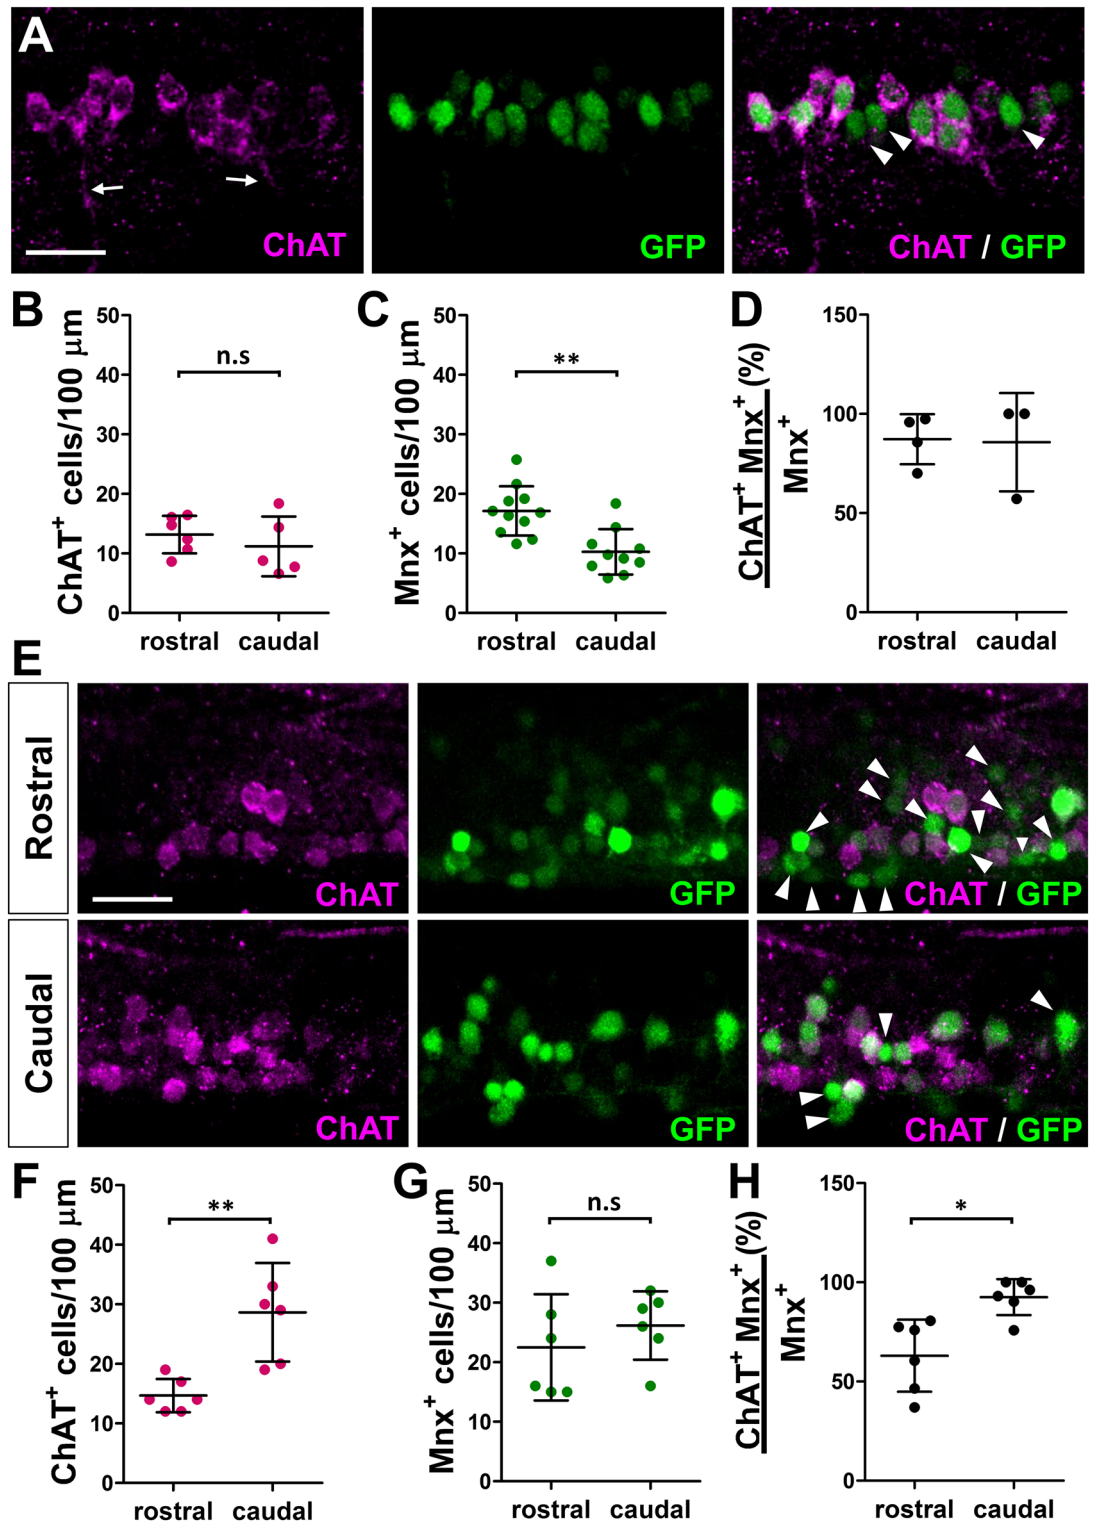 A
ChAT
GFP
ChAT / GFP
B
ChAT⁺ cells/100 µm
50
40
30
20
10
0
n.s
rostral
caudal
C
Mnx⁺ cells/100 µm
50
40
30
20
10
0
**
rostral
caudal
D
ChAT⁺ Mnx⁺ (%)
Mnx⁺
150
100
50
0
rostral
caudal
E
Rostral
ChAT
GFP
ChAT / GFP
Caudal
ChAT
GFP
ChAT / GFP
F
ChAT⁺ cells/100 µm
50
40
30
20
10
0
**
rostral
caudal
G
Mnx⁺ cells/100 µm
50
40
30
20
10
0
n.s
rostral
caudal
H
ChAT⁺ Mnx⁺ (%)
Mnx⁺
150
100
50
0
*
rostral
caudal